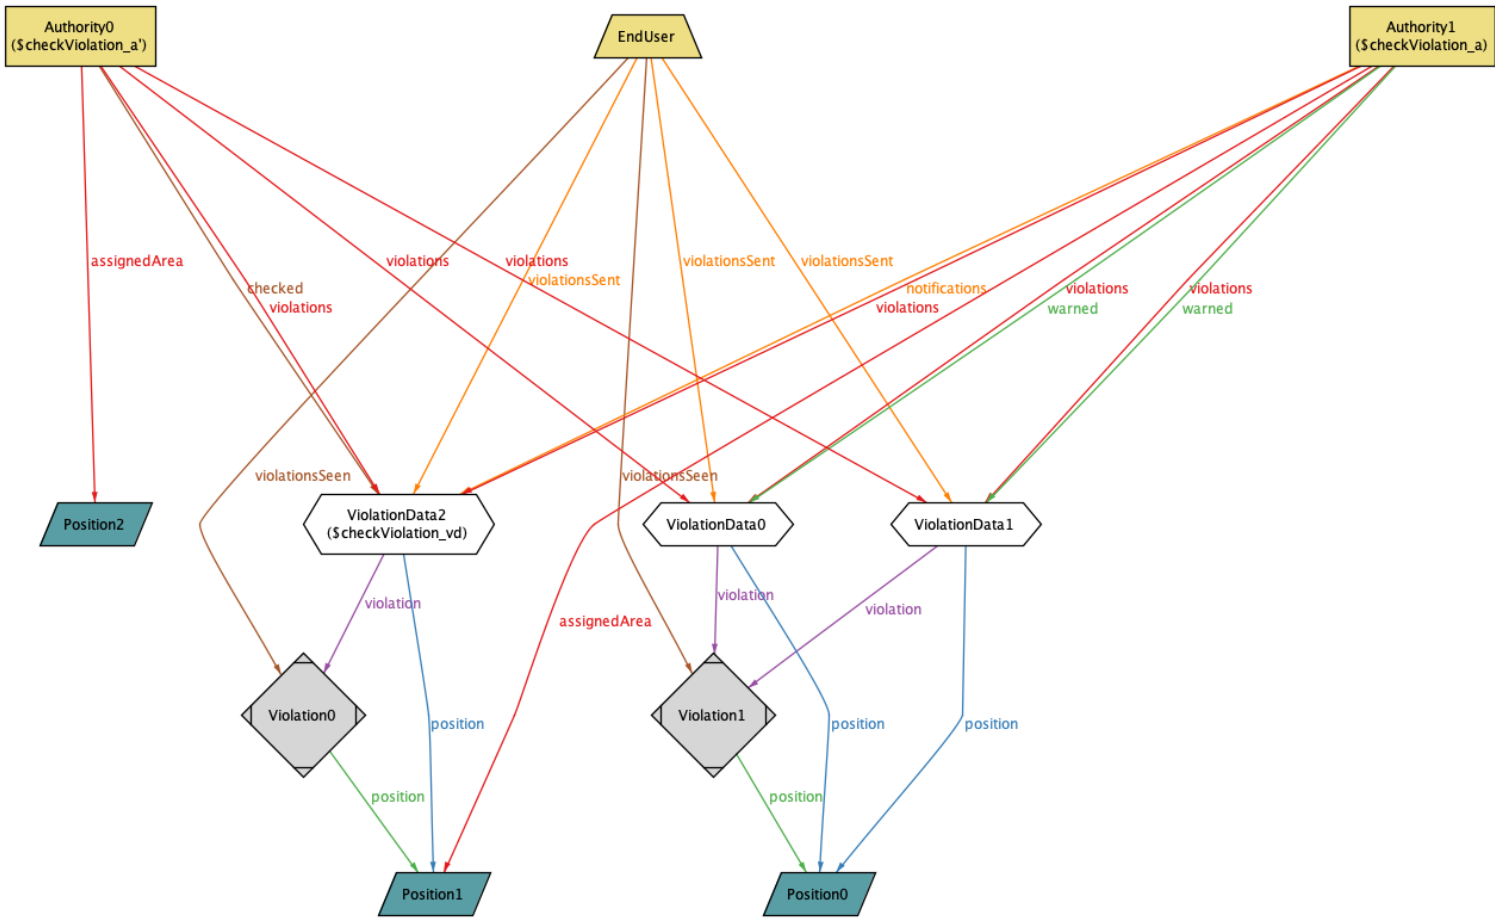 Authority0
($checkViolation_a')
EndUser
Authority1
($checkViolation_a)
assignedArea
violations
violations
violationsSent
violationsSent
violationsSent
checked
violations
notifications
violations
violations
warned
violations
warned
violationsSeen
violationsSeen
Position2
ViolationData2
($checkViolation_vd)
ViolationData0
ViolationData1
violation
violation
violation
assignedArea
Violation0
Violation1
position
position
position
position
position
Position1
Position0